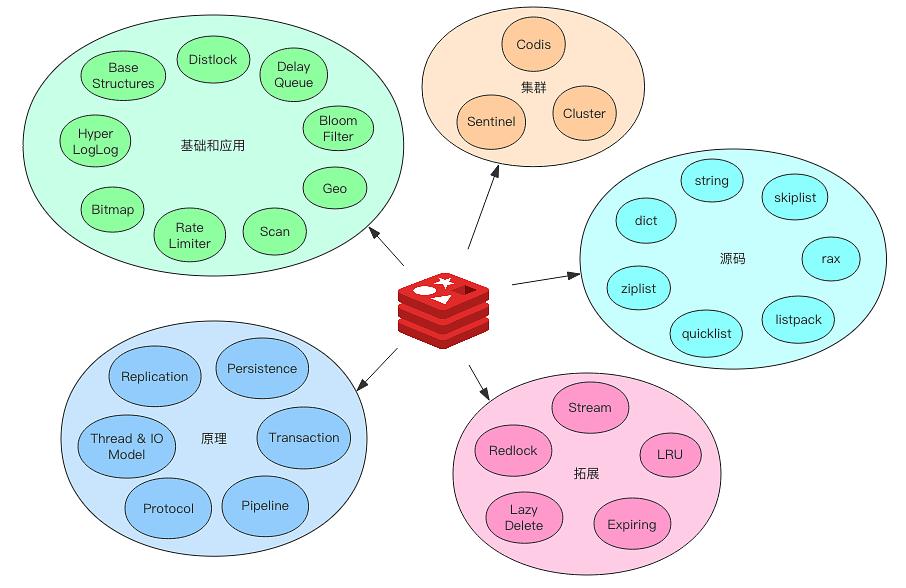 Base
Structures
Distlock
Delay
Queue
Hyper
LogLog
Bloom
Filter
基础和应用
Geo
Bitmap
Rate
Limiter
Scan
Codis
集群
Sentinel
Cluster
string
skiplist
dict
源码
rax
ziplist
listpack
quicklist
Replication
Persistence
Thread & IO
Model
原理
Transaction
Protocol
Pipeline
Stream
Redlock
LRU
拓展
Lazy
Delete
Expiring